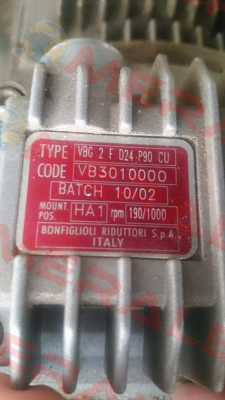 TYPE VBG 2 F D24 P90 CU
CODE VB3010000
BATCH 10/02
MOUNT. POS. HA1 rpm 190/1000
BONFIGLIOLI RIDUTTORI S.p.A.
ITALY